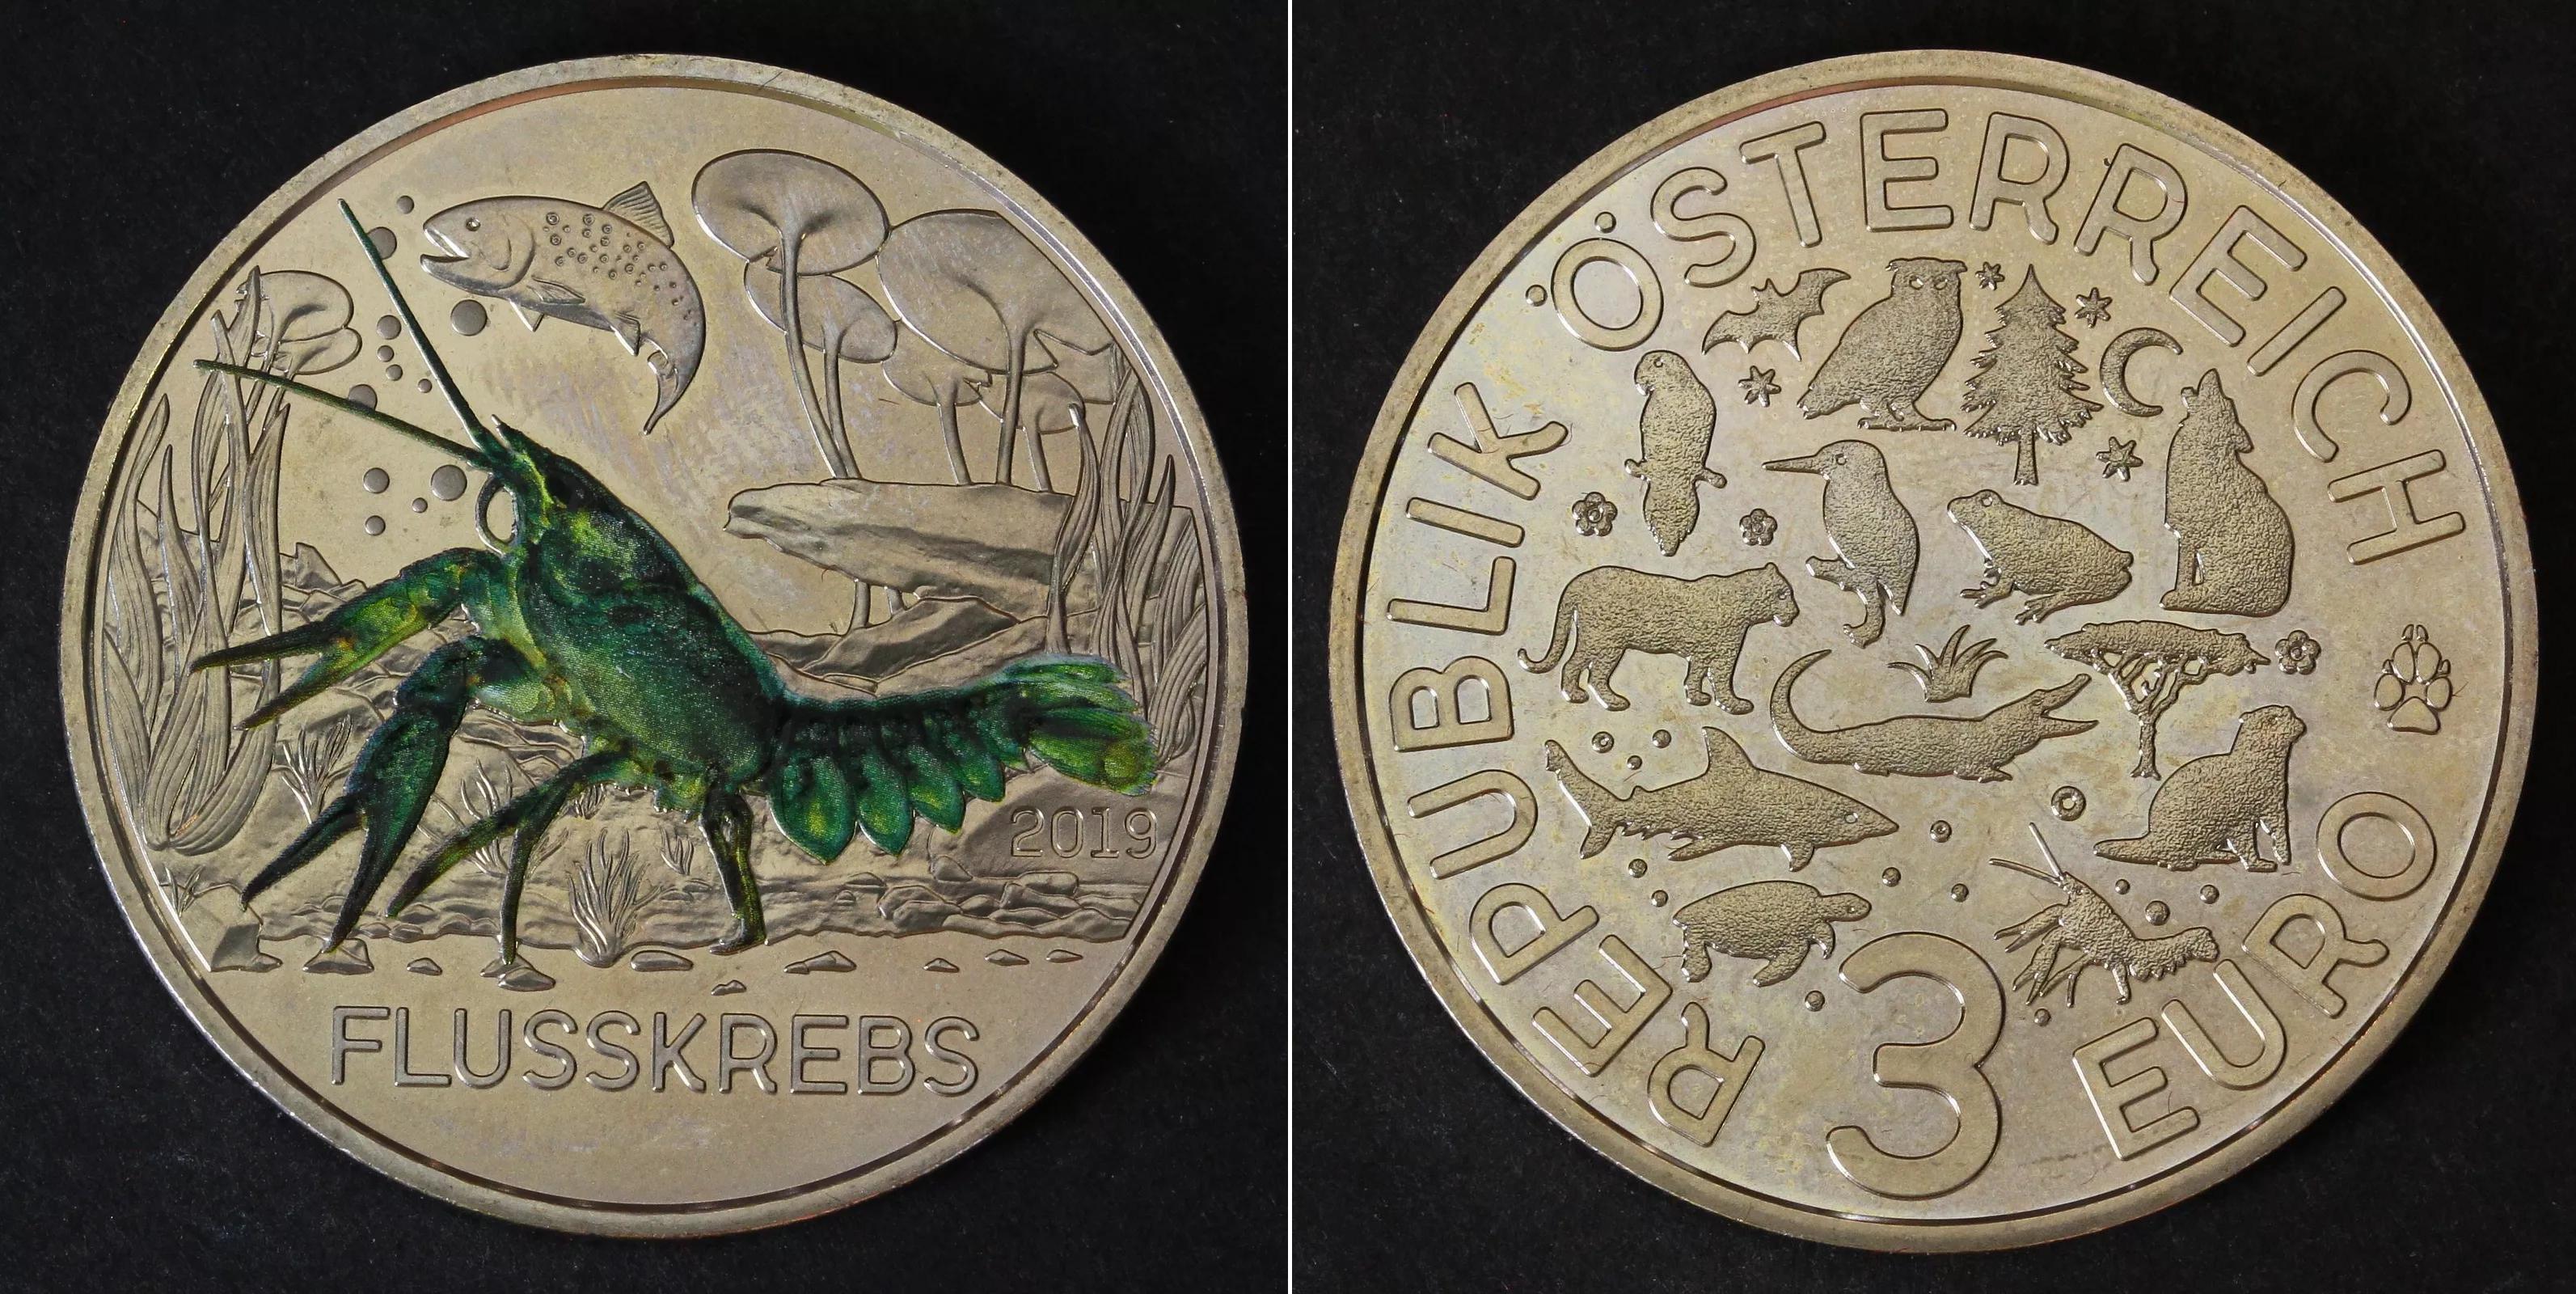 2019
FLUSSKREBS
REPUBLIK ÖSTERREICH
3 EURO